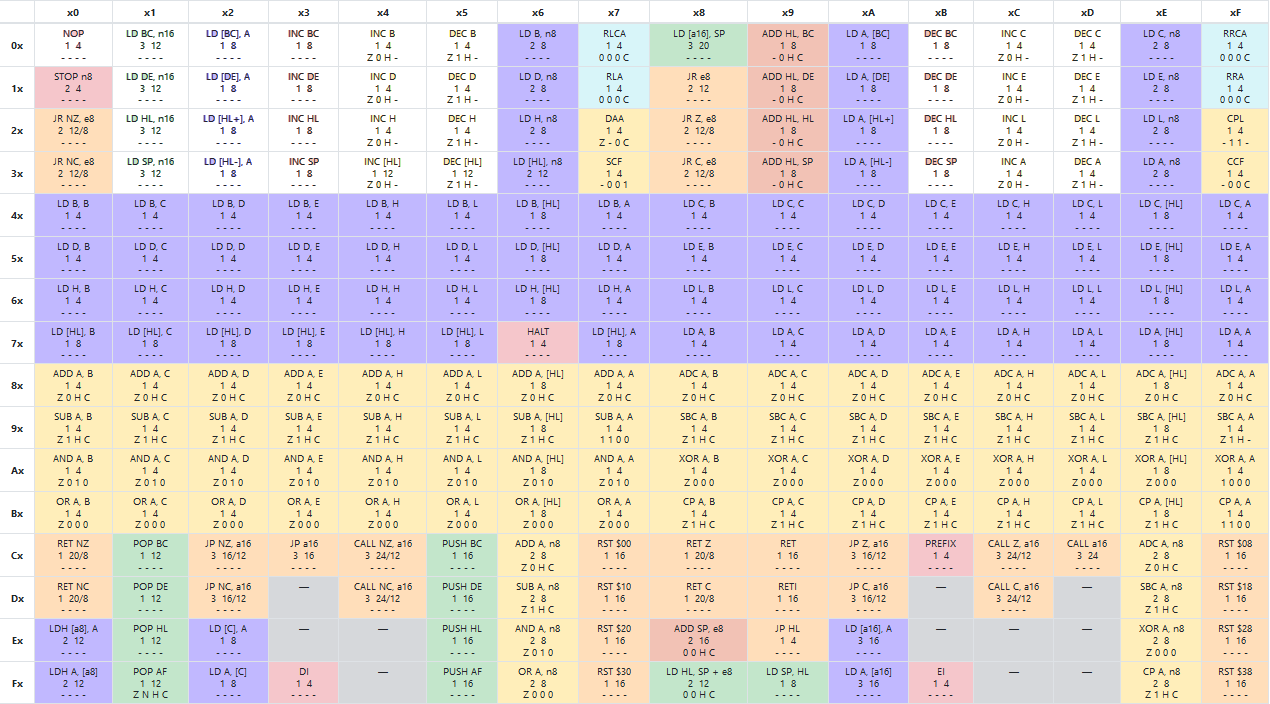 x0 x1 x2 x3 x4 x5 x6 x7 x8 x9 xA xB xC xD xE xF
NOP LD BC, n16 LD [BC], A INC BC INC B DEC B LD B, n8 RLCA LD [a16], SP ADD HL, BC LD A, [BC] DEC BC INC C DEC C LD C, n8 RRCA
0x 1 4 3 12 1 8 1 8 1 4 1 4 2 8 1 4 3 20 1 8 1 8 1 8 1 4 1 4 2 8 1 4
- - - - - - - - - - - - - - - - Z 0 H - Z 1 H - - - - - 0 0 0 C - - - - - 0 H C - - - - - - - - Z 0 H - Z 1 H - - - - - 0 0 0 C
STOP n8 LD DE, n16 LD [DE], A INC DE INC D DEC D LD D, n8 RLA JR e8 ADD HL, DE LD A, [DE] DEC DE INC E DEC E LD E, n8 RRA
1x 2 4 3 12 1 8 1 8 1 4 1 4 2 8 1 4 2 12 1 8 1 8 1 8 1 4 1 4 2 8 1 4
- - - - - - - - - - - - - - - - Z 0 H - Z 1 H - - - - - 0 0 0 C - - - - - 0 H C - - - - - - - - Z 0 H - Z 1 H - - - - - 0 0 0 C
JR NZ, e8 LD HL, n16 LD [HL+], A INC HL INC H DEC H LD H, n8 DAA JR Z, e8 ADD HL, HL LD A, [HL+] DEC HL INC L DEC L LD L, n8 CPL
2x 2 12/8 3 12 1 8 1 8 1 4 1 4 2 8 1 4 2 12/8 1 8 1 8 1 8 1 4 1 4 2 8 1 4
- - - - - - - - - - - - - - - - Z 0 H - Z 1 H - - - - - Z - 0 C - - - - - 0 H C - - - - - - - - Z 0 H - Z 1 H - - - - - - 1 1 -
JR NC, e8 LD SP, n16 LD [HL-], A INC SP INC [HL] DEC [HL] LD [HL], n8 SCF JR C, e8 ADD HL, SP LD A, [HL-] DEC SP INC A DEC A LD A, n8 CCF
3x 2 12/8 3 12 1 8 1 8 1 12 1 12 2 12 1 4 2 12/8 1 8 1 8 1 8 1 4 1 4 2 8 1 4
- - - - - - - - - - - - - - - - Z 0 H - Z 1 H - - - - - - 0 0 1 - - - - - 0 H C - - - - - - - - Z 0 H - Z 1 H - - - - - - 0 0 C
LD B, B LD B, C LD B, D LD B, E LD B, H LD B, L LD B, [HL] LD B, A LD C, B LD C, C LD C, D LD C, E LD C, H LD C, L LD C, [HL] LD C, A
4x 1 4 1 4 1 4 1 4 1 4 1 4 1 8 1 4 1 4 1 4 1 4 1 4 1 4 1 4 1 8 1 4
- - - - - - - - - - - - - - - - - - - - - - - - - - - - - - - - - - - - - - - - - - - - - - - - - - - - - - - - - - - - - - - -
LD D, B LD D, C LD D, D LD D, E LD D, H LD D, L LD D, [HL] LD D, A LD E, B LD E, C LD E, D LD E, E LD E, H LD E, L LD E, [HL] LD E, A
5x 1 4 1 4 1 4 1 4 1 4 1 4 1 8 1 4 1 4 1 4 1 4 1 4 1 4 1 4 1 8 1 4
- - - - - - - - - - - - - - - - - - - - - - - - - - - - - - - - - - - - - - - - - - - - - - - - - - - - - - - - - - - - - - - -
LD H, B LD H, C LD H, D LD H, E LD H, H LD H, L LD H, [HL] LD H, A LD L, B LD L, C LD L, D LD L, E LD L, H LD L, L LD L, [HL] LD L, A
6x 1 4 1 4 1 4 1 4 1 4 1 4 1 8 1 4 1 4 1 4 1 4 1 4 1 4 1 4 1 8 1 4
- - - - - - - - - - - - - - - - - - - - - - - - - - - - - - - - - - - - - - - - - - - - - - - - - - - - - - - - - - - - - - - -
LD [HL], B LD [HL], C LD [HL], D LD [HL], E LD [HL], H LD [HL], L HALT LD [HL], A LD A, B LD A, C LD A, D LD A, E LD A, H LD A, L LD A, [HL] LD A, A
7x 1 8 1 8 1 8 1 8 1 8 1 8 1 4 1 8 1 4 1 4 1 4 1 4 1 4 1 4 1 8 1 4
- - - - - - - - - - - - - - - - - - - - - - - - - - - - - - - - - - - - - - - - - - - - - - - - - - - - - - - - - - - - - - - -
ADD A, B ADD A, C ADD A, D ADD A, E ADD A, H ADD A, L ADD A, [HL] ADD A, A ADC A, B ADC A, C ADC A, D ADC A, E ADC A, H ADC A, L ADC A, [HL] ADC A, A
8x 1 4 1 4 1 4 1 4 1 4 1 4 1 8 1 4 1 4 1 4 1 4 1 4 1 4 1 4 1 8 1 4
Z 0 H C Z 0 H C Z 0 H C Z 0 H C Z 0 H C Z 0 H C Z 0 H C Z 0 H C Z 0 H C Z 0 H C Z 0 H C Z 0 H C Z 0 H C Z 0 H C Z 0 H C Z 0 H C
SUB A, B SUB A, C SUB A, D SUB A, E SUB A, H SUB A, L SUB A, [HL] SUB A, A SBC A, B SBC A, C SBC A, D SBC A, E SBC A, H SBC A, L SBC A, [HL] SBC A, A
9x 1 4 1 4 1 4 1 4 1 4 1 4 1 8 1 4 1 4 1 4 1 4 1 4 1 4 1 4 1 8 1 4
Z 1 H C Z 1 H C Z 1 H C Z 1 H C Z 1 H C Z 1 H C Z 1 H C 1 1 0 0 Z 1 H C Z 1 H C Z 1 H C Z 1 H C Z 1 H C Z 1 H C Z 1 H C Z 1 H -
AND A, B AND A, C AND A, D AND A, E AND A, H AND A, L AND A, [HL] AND A, A XOR A, B XOR A, C XOR A, D XOR A, E XOR A, H XOR A, L XOR A, [HL] XOR A, A
Ax 1 4 1 4 1 4 1 4 1 4 1 4 1 8 1 4 1 4 1 4 1 4 1 4 1 4 1 4 1 8 1 4
Z 0 1 0 Z 0 1 0 Z 0 1 0 Z 0 1 0 Z 0 1 0 Z 0 1 0 Z 0 1 0 Z 0 1 0 Z 0 0 0 Z 0 0 0 Z 0 0 0 Z 0 0 0 Z 0 0 0 Z 0 0 0 Z 0 0 0 1 0 0 0
OR A, B OR A, C OR A, D OR A, E OR A, H OR A, L OR A, [HL] OR A, A CP A, B CP A, C CP A, D CP A, E CP A, H CP A, L CP A, [HL] CP A, A
Bx 1 4 1 4 1 4 1 4 1 4 1 4 1 8 1 4 1 4 1 4 1 4 1 4 1 4 1 4 1 8 1 4
Z 0 0 0 Z 0 0 0 Z 0 0 0 Z 0 0 0 Z 0 0 0 Z 0 0 0 Z 0 0 0 Z 0 0 0 Z 1 H C Z 1 H C Z 1 H C Z 1 H C Z 1 H C Z 1 H C Z 1 H C 1 1 0 0
RET NZ POP BC JP NZ, a16 JP a16 CALL NZ, a16 PUSH BC ADD A, n8 RST $00 RET Z RET JP Z, a16 PREFIX CALL Z, a16 CALL a16 ADC A, n8 RST $08
Cx 1 20/8 1 12 3 16/12 3 16 3 24/12 1 16 2 8 1 16 1 20/8 1 16 3 16/12 1 4 3 24/12 3 24 2 8 1 16
- - - - - - - - - - - - - - - - - - - - - - - - Z 0 H C - - - - - - - - - - - - - - - - - - - - - - - - - - - - Z 0 H C - - - -
RET NC POP DE JP NC, a16 — CALL NC, a16 PUSH DE SUB A, n8 RST $10 RET C RETI JP C, a16 — CALL C, a16 — SBC A, n8 RST $18
Dx 1 20/8 1 12 3 16/12 3 24/12 1 16 2 8 1 16 1 20/8 1 16 3 16/12 3 24/12 2 8 1 16
- - - - - - - - - - - - - - - - - - - - Z 1 H C - - - - - - - - - - - - - - - - - - - - Z 1 H C - - - -
LDH [a8], A POP HL LD [C], A — — PUSH HL AND A, n8 RST $20 ADD SP, e8 JP HL LD [a16], A — — — XOR A, n8 RST $28
Ex 2 12 1 12 1 8 1 16 2 8 1 16 2 16 1 4 3 16 2 8 1 16
- - - - - - - - - - - - - - - - Z 0 1 0 - - - - 0 0 H C - - - - - - - - Z 0 0 0 - - - -
LDH A, [a8] POP AF LD A, [C] DI — PUSH AF OR A, n8 RST $30 LD HL, SP + e8 LD SP, HL LD A, [a16] EI — — CP A, n8 RST $38
Fx 2 12 1 12 1 8 1 4 1 16 2 8 1 16 2 12 1 8 3 16 1 4 2 8 1 16
- - - - Z N H C - - - - - - - - - - - - Z 0 0 0 - - - - 0 0 H C - - - - - - - - - - - - Z 1 H C - - - -